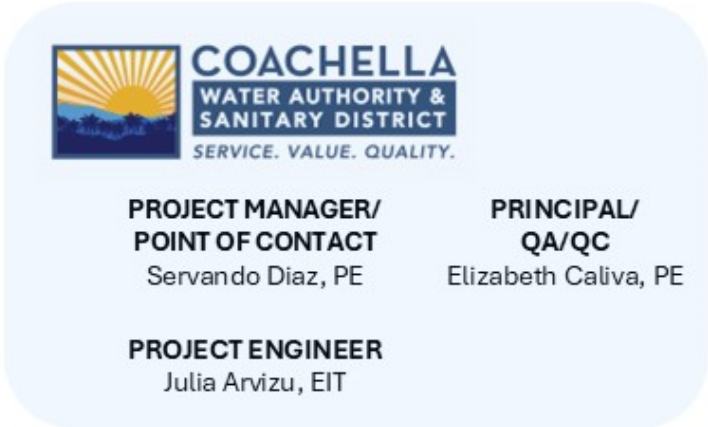 COACHELLA
WATER AUTHORITY &
SANITARY DISTRICT
SERVICE. VALUE. QUALITY.
PROJECT MANAGER/
POINT OF CONTACT
Servando Diaz, PE
PRINCIPAL/
QA/QC
Elizabeth Caliva, PE
PROJECT ENGINEER
Julia Arvizu, EIT